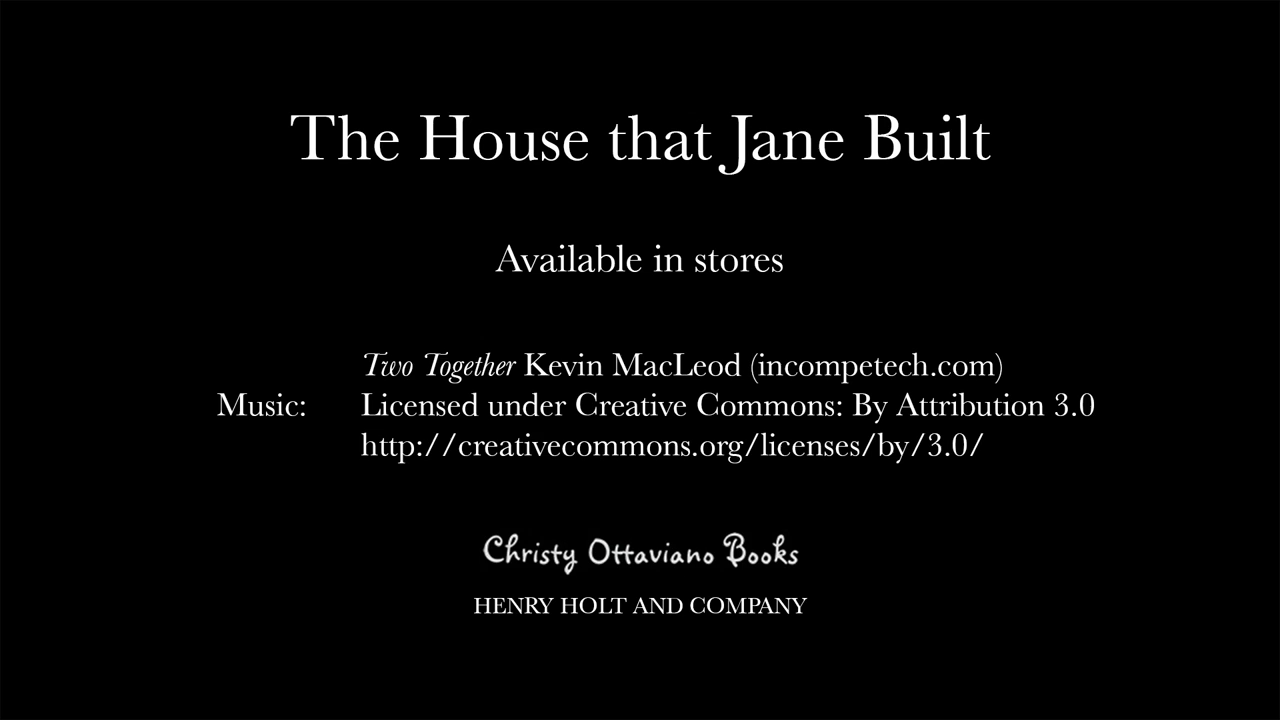 The House that Jane Built
Available in stores
Two Together Kevin MacLeod (incompetech.com)
Music: Licensed under Creative Commons: By Attribution 3.0
http://creativecommons.org/licenses/by/3.0/
Christy Ottaviano Books
HENRY HOLT AND COMPANY